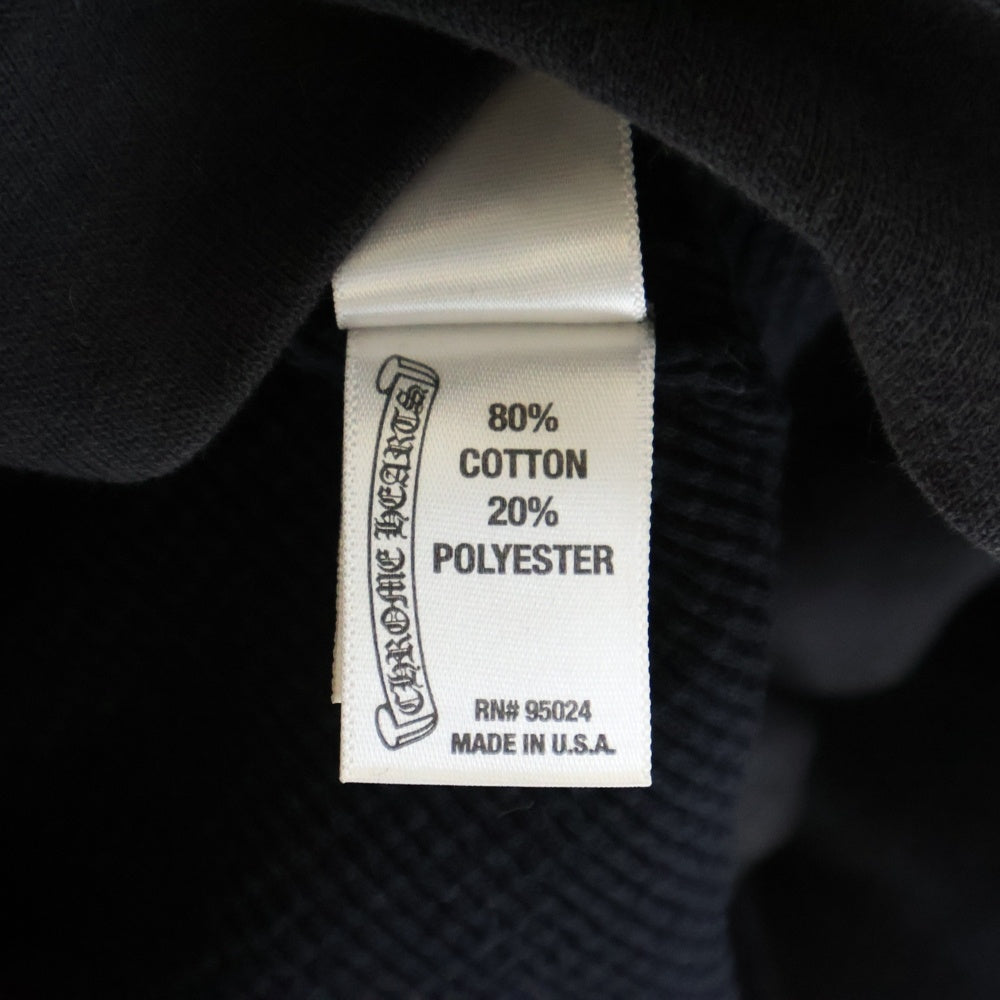 CHROME HEARTS
80%
COTTON
20%
POLYESTER
RN# 95024
MADE IN U.S.A.